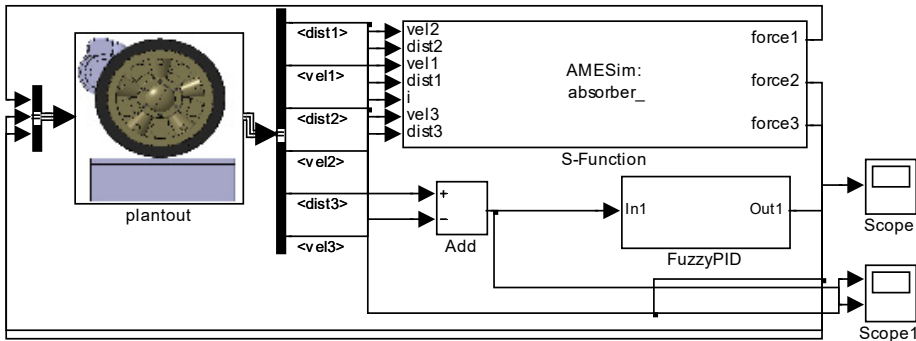 <dist1>
<vel1>
<dist2>
<vel2>
<dist3>
<vel3>
plantout
vel2
dist2
vel1
dist1
i
vel3
dist3
AMESim:
absorber_
force1
force2
force3
S-Function
+
−
Add
In1
Out1
FuzzyPID
Scope
Scope1